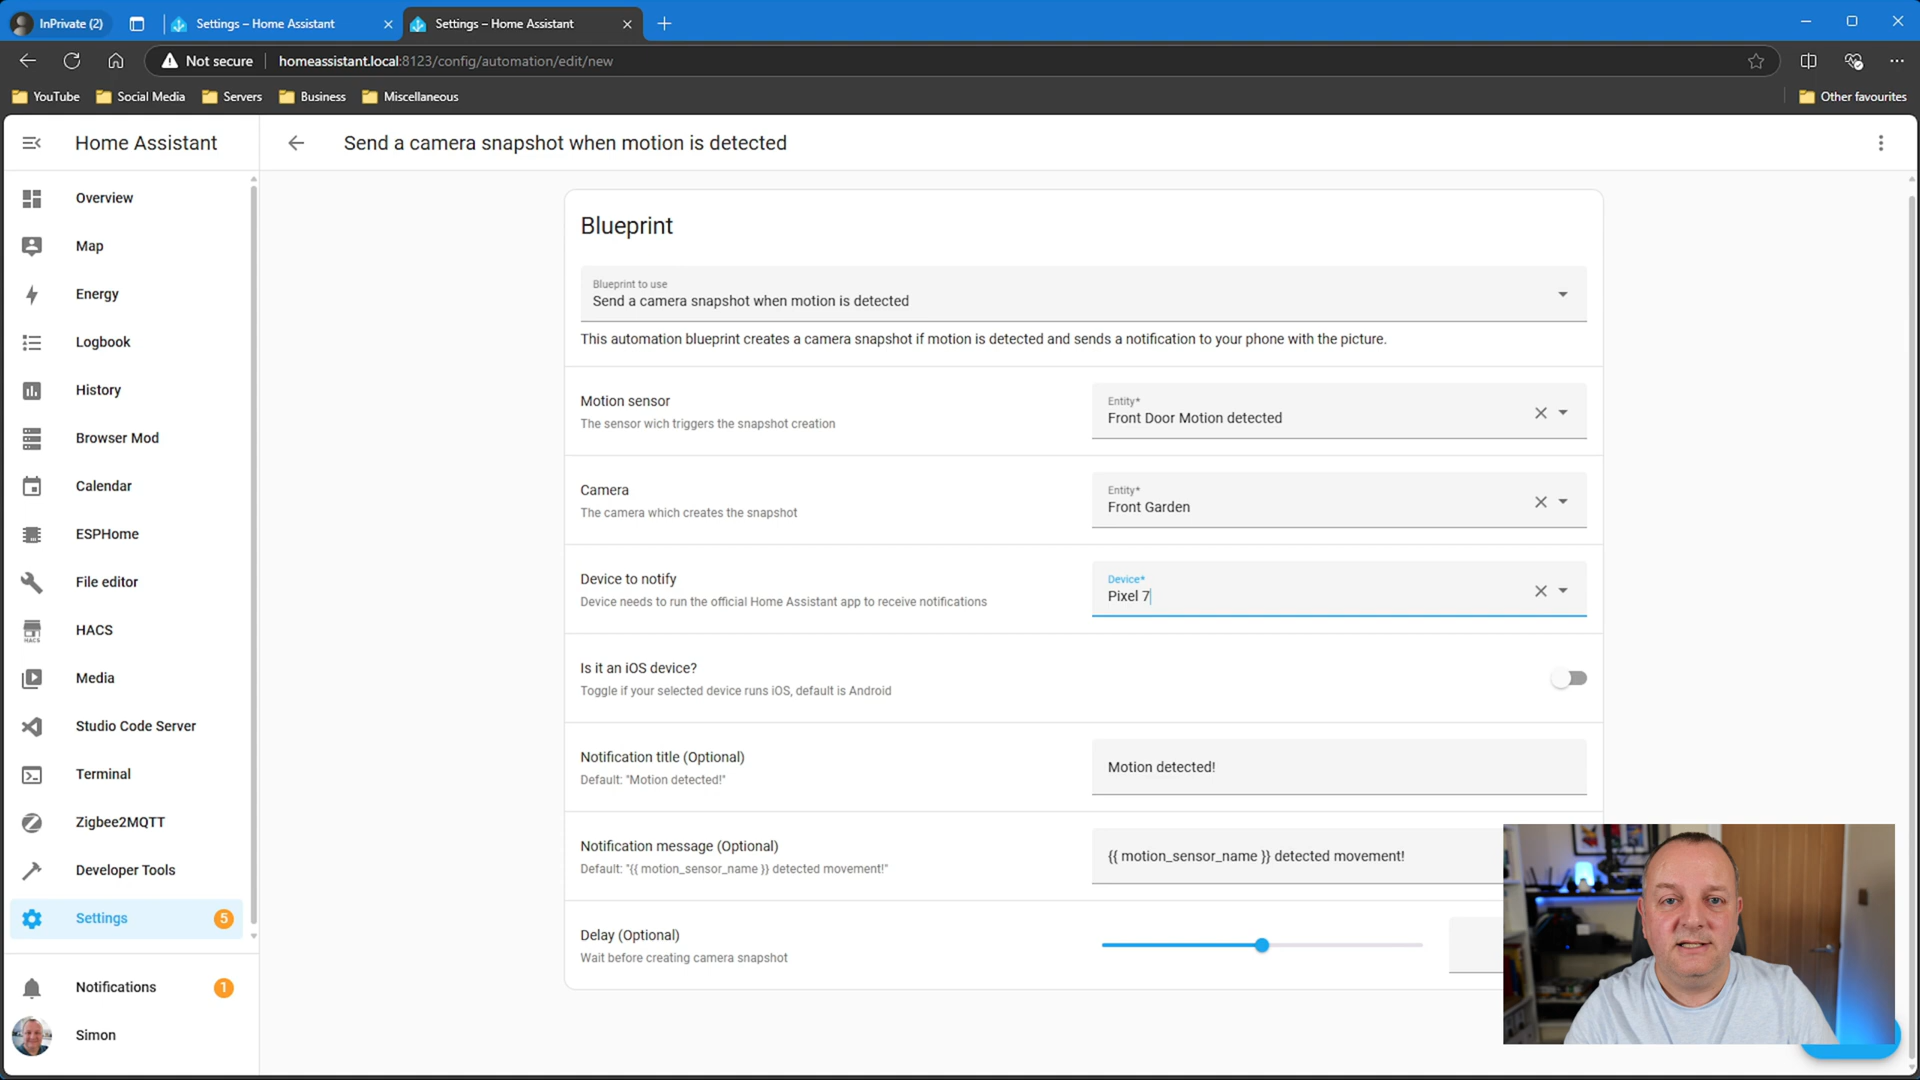 InPrivate (2)
Settings – Home Assistant
Settings – Home Assistant
Not secure
homeassistant.local:8123/config/automation/edit/new
YouTube
Social Media
Servers
Business
Miscellaneous
Other favourites
Home Assistant
Send a camera snapshot when motion is detected
Overview
Map
Energy
Logbook
History
Browser Mod
Calendar
ESPHome
File editor
HACS
HACS
Media
Studio Code Server
Terminal
Zigbee2MQTT
Developer Tools
Settings
5
Notifications
1
Simon
Blueprint
Blueprint to use
Send a camera snapshot when motion is detected
This automation blueprint creates a camera snapshot if motion is detected and sends a notification to your phone with the picture.
Motion sensor
The sensor wich triggers the snapshot creation
Entity*
Front Door Motion detected
Camera
The camera which creates the snapshot
Entity*
Front Garden
Device to notify
Device needs to run the official Home Assistant app to receive notifications
Device*
Pixel 7
Is it an iOS device?
Toggle if your selected device runs iOS, default is Android
Notification title (Optional)
Default: "Motion detected!"
Motion detected!
Notification message (Optional)
Default: "{{ motion_sensor_name }} detected movement!"
{{ motion_sensor_name }} detected movement!
Delay (Optional)
Wait before creating camera snapshot